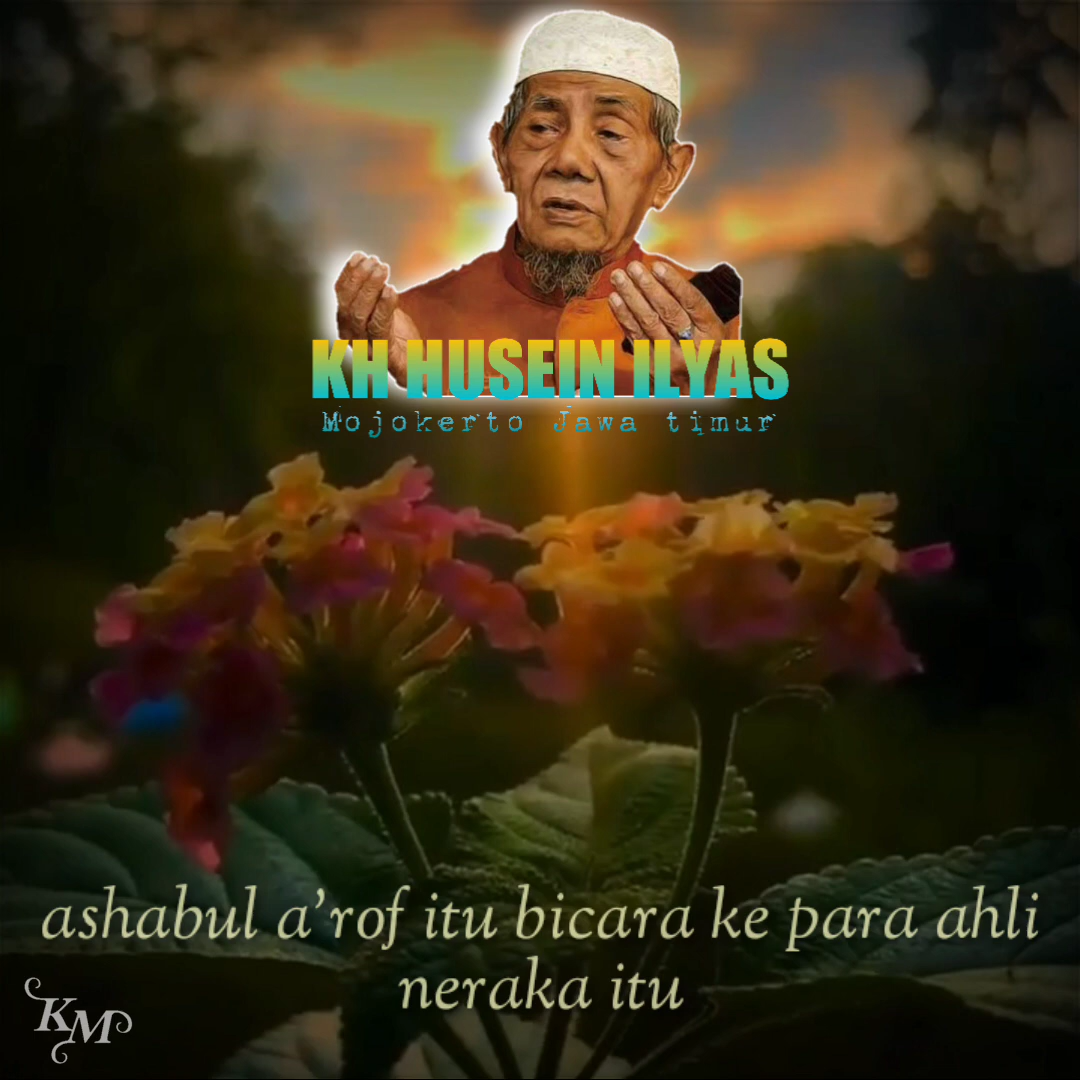 KH HUSEIN ILYAS
Mojokerto Jawa timur
ashabul a’rof itu bicara ke para ahli
neraka itu
KM